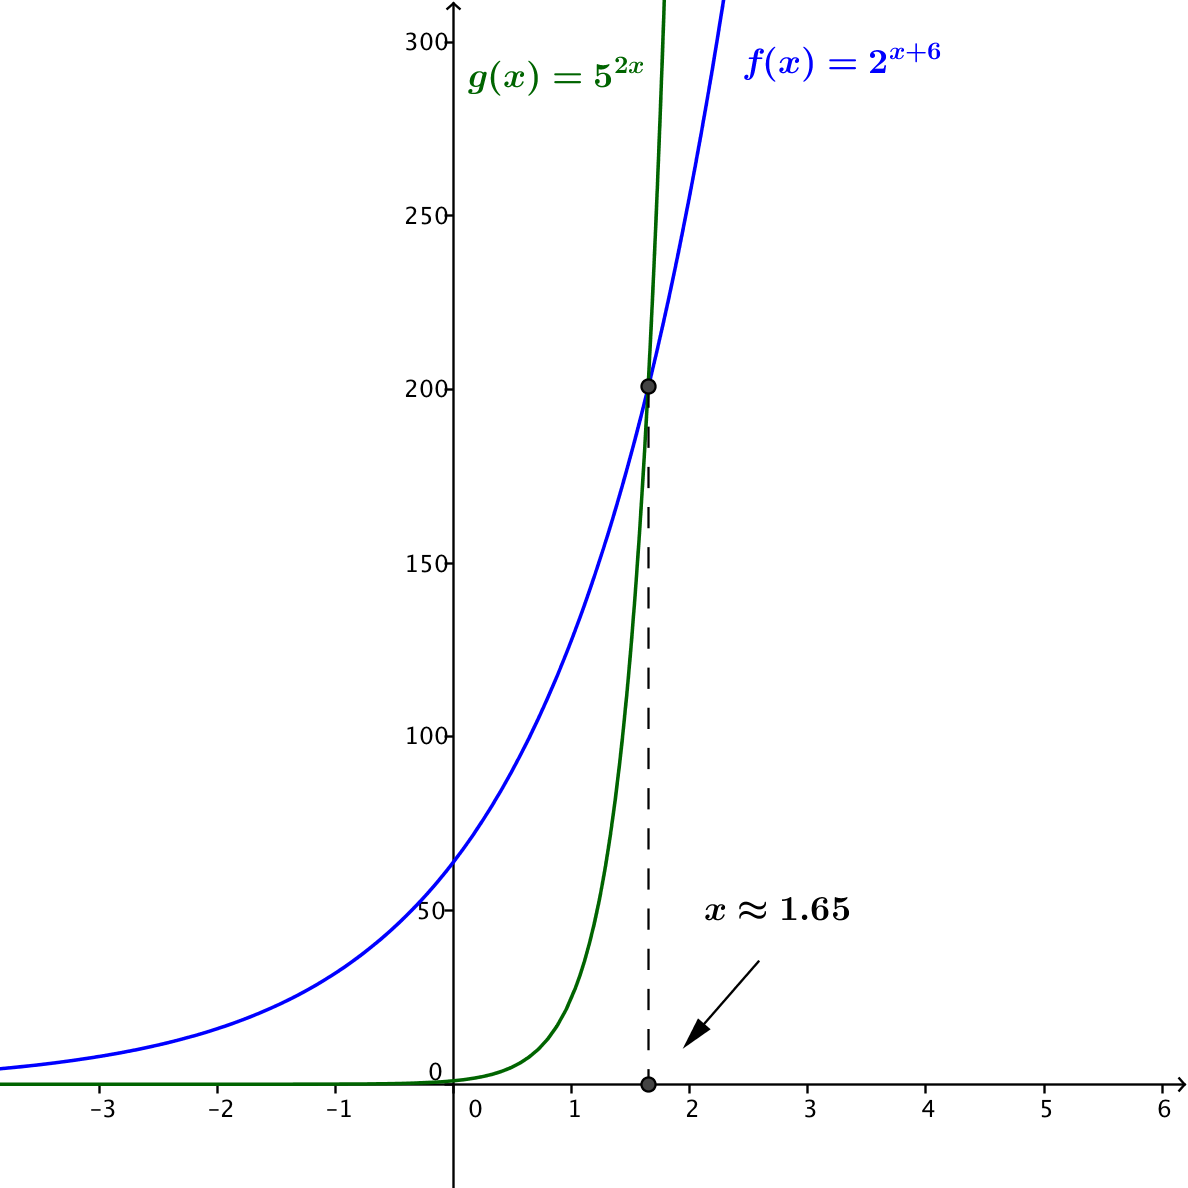 300
g(x) = 5^{2x}
f(x) = 2^{x+6}
250
200
150
100
50
x ≈ 1.65
0
–3 –2 –1 0 1 2 3 4 5 6